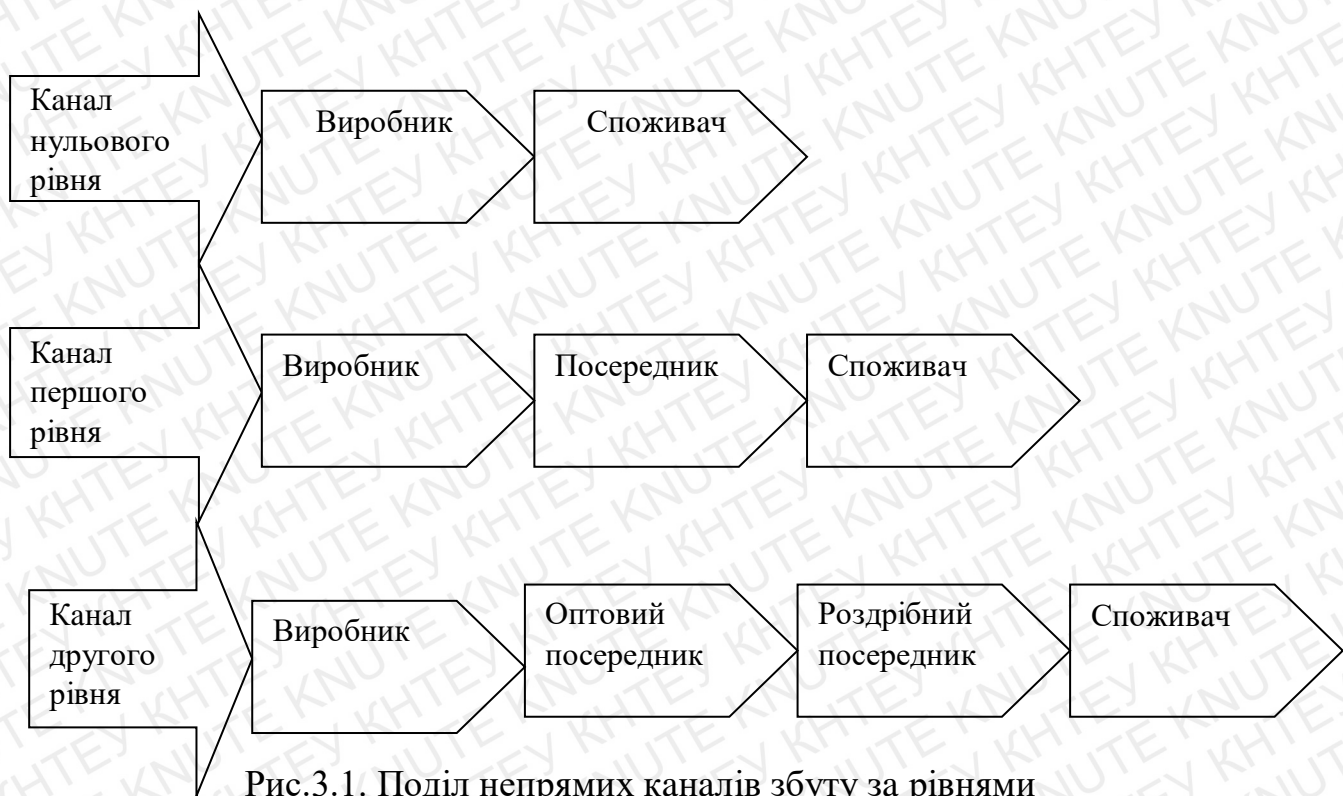 Канал
нульового
рівня
Виробник
Споживач
Канал
першого
рівня
Виробник
Посередник
Споживач
Канал
другого
рівня
Виробник
Оптовий
посередник
Роздрібний
посередник
Споживач
Рис.3.1. Поділ непрямих каналів збуту за рівнями